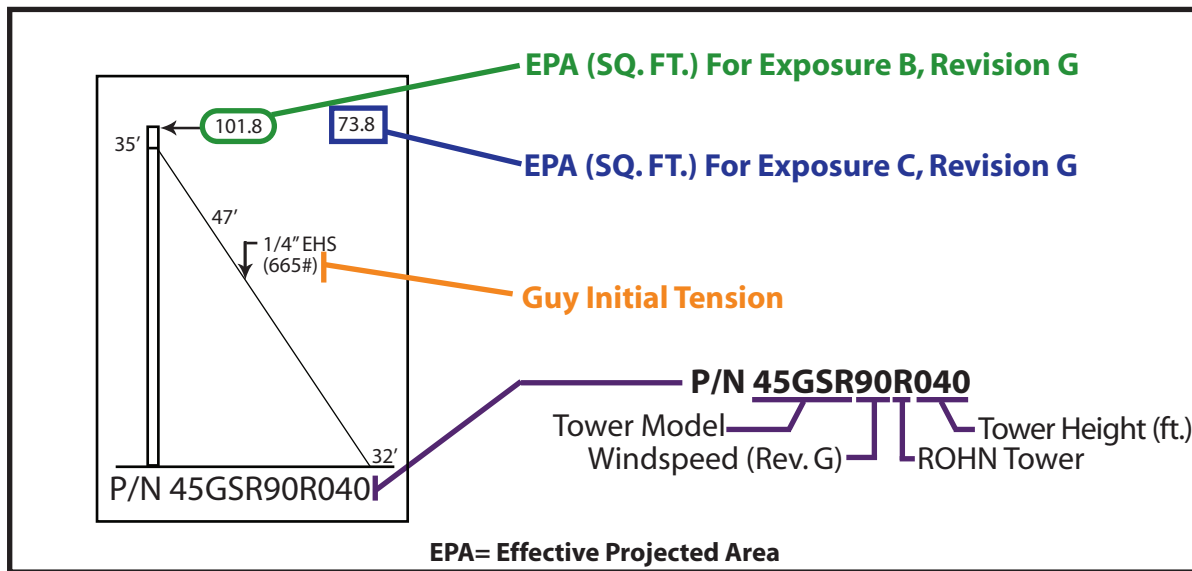 EPA (SQ. FT.) For Exposure B, Revision G
101.8
73.8
35’
EPA (SQ. FT.) For Exposure C, Revision G
47’
1/4” EHS
(665#)
Guy Initial Tension
P/N 45GSR90R040
Tower Model
Tower Height (ft.)
Windspeed (Rev. G)
ROHN Tower
32’
P/N 45GSR90R040
EPA= Effective Projected Area